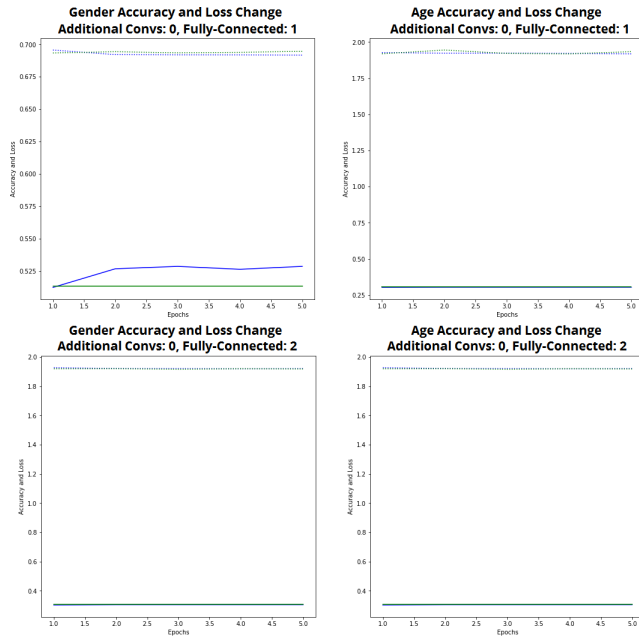 Gender Accuracy and Loss Change
Additional Convs: 0, Fully-Connected: 1
0.700
0.675
0.650
0.625
0.600
0.575
0.550
0.525
Accuracy and Loss
1.0 1.5 2.0 2.5 3.0 3.5 4.0 4.5 5.0
Epochs
Age Accuracy and Loss Change
Additional Convs: 0, Fully-Connected: 1
2.00
1.75
1.50
1.25
1.00
0.75
0.50
0.25
Accuracy and Loss
1.0 1.5 2.0 2.5 3.0 3.5 4.0 4.5 5.0
Epochs
Gender Accuracy and Loss Change
Additional Convs: 0, Fully-Connected: 2
2.0
1.8
1.6
1.4
1.2
1.0
0.8
0.6
0.4
Accuracy and Loss
1.0 1.5 2.0 2.5 3.0 3.5 4.0 4.5 5.0
Epochs
Age Accuracy and Loss Change
Additional Convs: 0, Fully-Connected: 2
2.0
1.8
1.6
1.4
1.2
1.0
0.8
0.6
0.4
Accuracy and Loss
1.0 1.5 2.0 2.5 3.0 3.5 4.0 4.5 5.0
Epochs